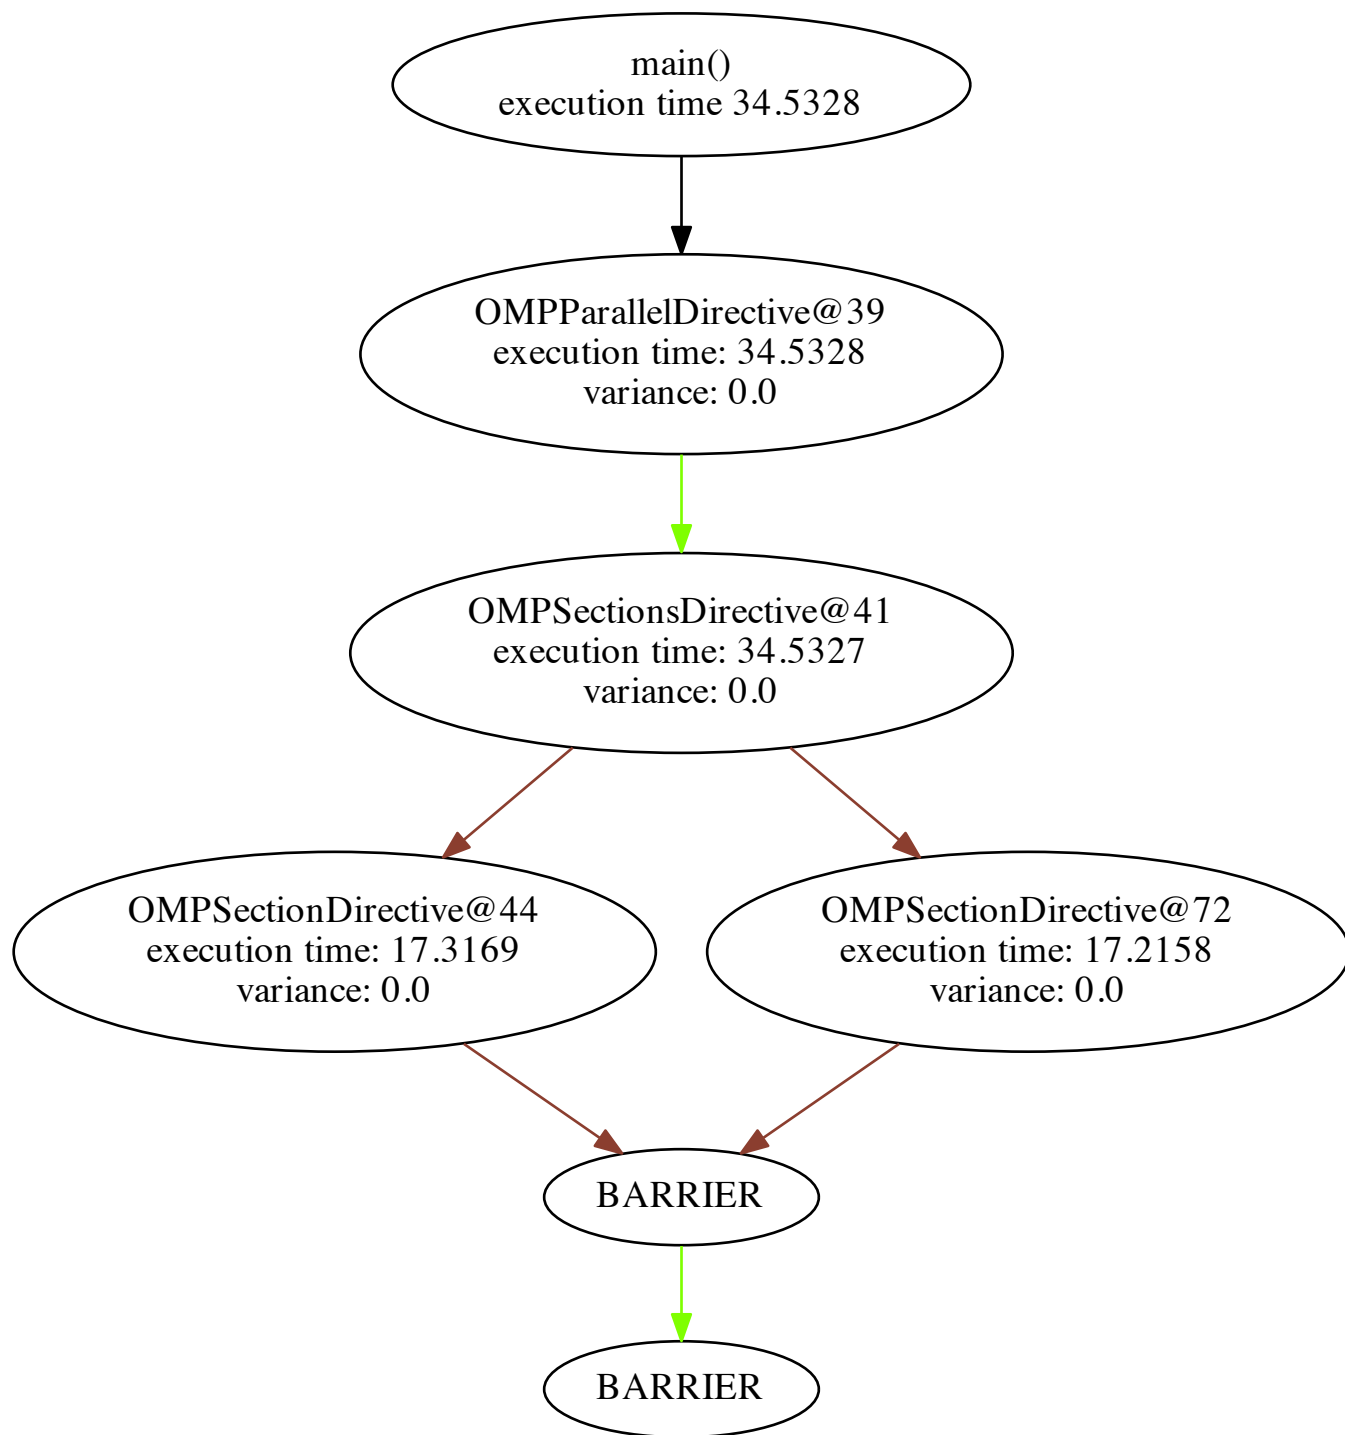 main()
execution time 34.5328
OMPParallelDirective@39
execution time: 34.5328
variance: 0.0
OMPSectionsDirective@41
execution time: 34.5327
variance: 0.0
OMPSectionDirective@44
execution time: 17.3169
variance: 0.0
OMPSectionDirective@72
execution time: 17.2158
variance: 0.0
BARRIER
BARRIER